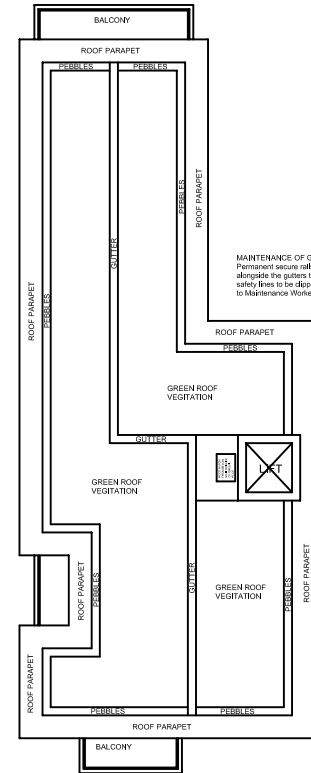 BALCONY
ROOF PARAPET
PEBBLES
PEBBLES
ROOF PARAPET
PEBBLES
GUTTER
MAINTENANCE OF G
Permanent secure rails
alongside the gutters t
safety lines to be clipp
to Maintenance Worke
ROOF PARAPET
PEBBLES
ROOF PARAPET
PEBBLES
GREEN ROOF
VEGITATION
GUTTER
LIFT
GREEN ROOF
VEGITATION
ROOF PARAPET
PEBBLES
GUTTER
GREEN ROOF
VEGITATION
PEBBLES
ROOF PARAPET
ROOF PARAPET
PEBBLES
PEBBLES
ROOF PARAPET
BALCONY